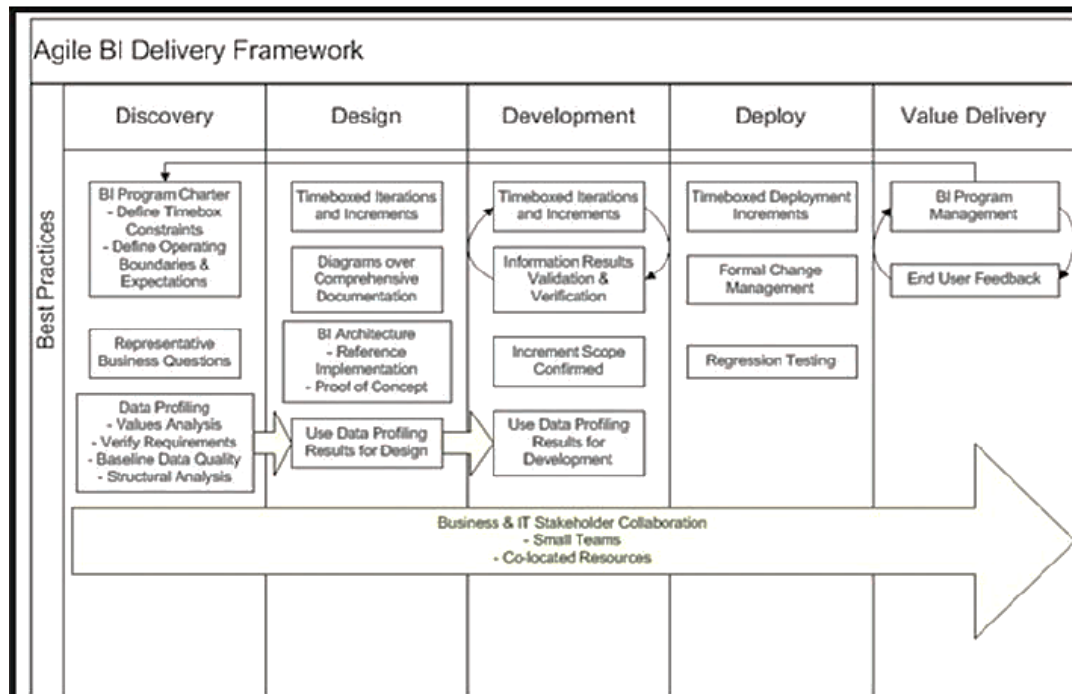 Agile BI Delivery Framework
Best Practices
Discovery
Design
Development
Deploy
Value Delivery
BI Program Charter
- Define Timebox
Constraints
- Define Operating
Boundaries &
Expectations
Representative
Business Questions
Data Profiling
- Values Analysis
- Verify Requirements
- Baseline Data Quality
- Structural Analysis
Timeboxed Iterations
and Increments
Diagrams over
Comprehensive
Documentation
BI Architecture
- Reference
Implementation
- Proof of Concept
Use Data Profiling
Results for Design
Timeboxed Iterations
and Increments
Information Results
Validation &
Verification
Increment Scope
Confirmed
Use Data Profiling
Results for
Development
Timeboxed Deployment
Increments
Formal Change
Management
Regression Testing
BI Program
Management
End User Feedback
Business & IT Stakeholder Collaboration
- Small Teams
- Co-located Resources